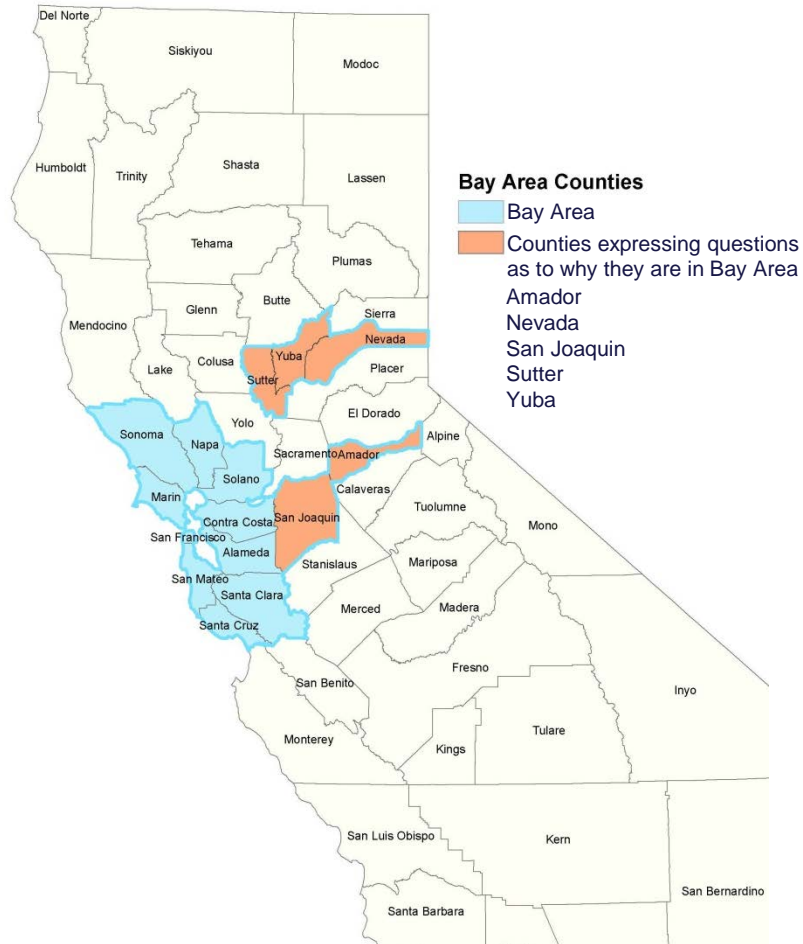 Del Norte
Siskiyou
Modoc
Humboldt
Trinity
Shasta
Lassen
Bay Area Counties
Bay Area
Counties expressing questions
as to why they are in Bay Area
Amador
Nevada
San Joaquin
Sutter
Yuba
Tehama
Plumas
Butte
Glenn
Sierra
Mendocino
Nevada
Yuba
Colusa
Lake
Placer
Sutter
El Dorado
Yolo
Sonoma
Napa
Alpine
Sacramento
Amador
Solano
Calaveras
Marin
Tuolumne
San Joaquin
Contra Costa
Mono
San Francisco
Alameda
Stanislaus
Mariposa
San Mateo
Santa Clara
Merced
Madera
Santa Cruz
Fresno
San Benito
Inyo
Tulare
Monterey
Kings
San Luis Obispo
Kern
San Bernardino
Santa Barbara